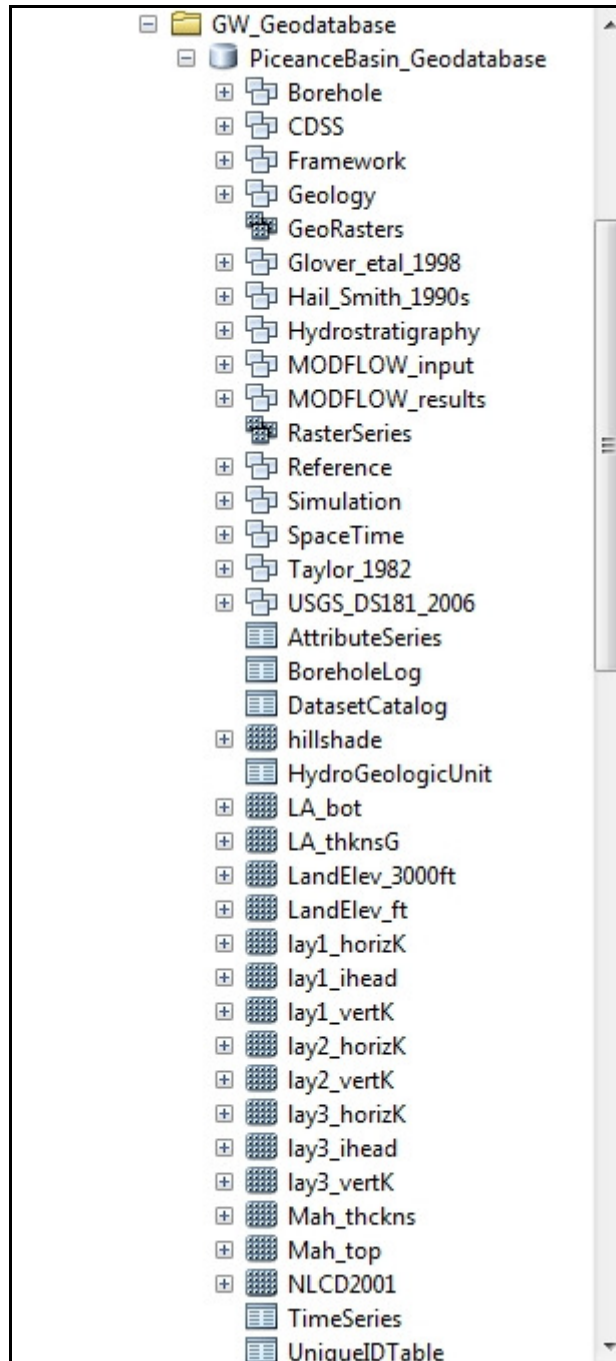 GW_Geodatabase
PiceanceBasin_Geodatabase
Borehole
CDSS
Framework
Geology
GeoRasters
Glover_etal_1998
Hail_Smith_1990s
Hydrostratigraphy
MODFLOW_input
MODFLOW_results
RasterSeries
Reference
Simulation
SpaceTime
Taylor_1982
USGS_DS181_2006
AttributeSeries
BoreholeLog
DatasetCatalog
hillshade
HydroGeologicUnit
LA_bot
LA_thknsG
LandElev_3000ft
LandElev_ft
lay1_horizK
lay1_ihead
lay1_vertK
lay2_horizK
lay2_vertK
lay3_horizK
lay3_ihead
lay3_vertK
Mah_thckns
Mah_top
NLCD2001
TimeSeries
UniqueIDTable